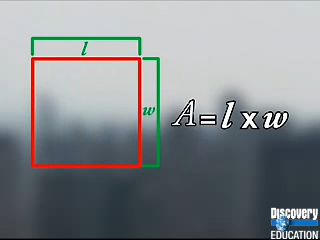 l
w
A = l x w
Discovery
EDUCATION